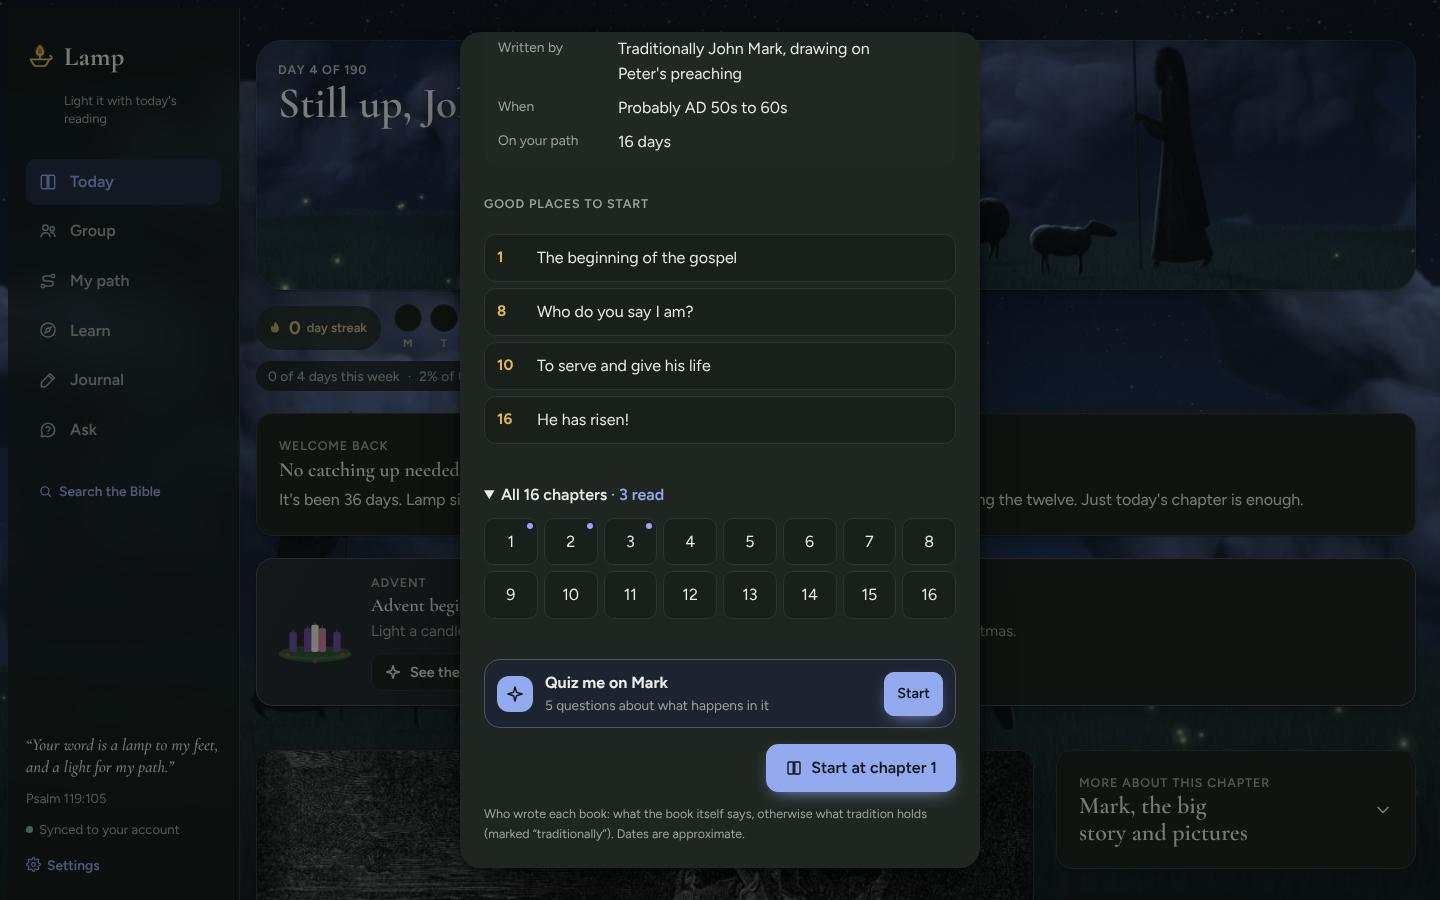 Lamp
Light it with today's
reading
Today
Group
My path
Learn
Journal
Ask
Search the Bible
“Your word is a lamp to my feet,
and a light for my path.”
Psalm 119:105
Synced to your account
Settings
DAY 4 OF 190
Still up, Jo
0 day streak
M T
0 of 4 days this week · 2% of
WELCOME BACK
No catching up needed
It's been 36 days. Lamp
ng the twelve. Just today's chapter is enough.
ADVENT
Advent begi
Light a candle
tmas.
See the
MORE ABOUT THIS CHAPTER
Mark, the big
story and pictures
Written by
Traditionally John Mark, drawing on
Peter's preaching
When
Probably AD 50s to 60s
On your path
16 days
GOOD PLACES TO START
1 The beginning of the gospel
8 Who do you say I am?
10 To serve and give his life
16 He has risen!
All 16 chapters · 3 read
1 2 3 4 5 6 7 8
9 10 11 12 13 14 15 16
Quiz me on Mark
5 questions about what happens in it
Start
Start at chapter 1
Who wrote each book: what the book itself says, otherwise what tradition holds
(marked “traditionally”). Dates are approximate.